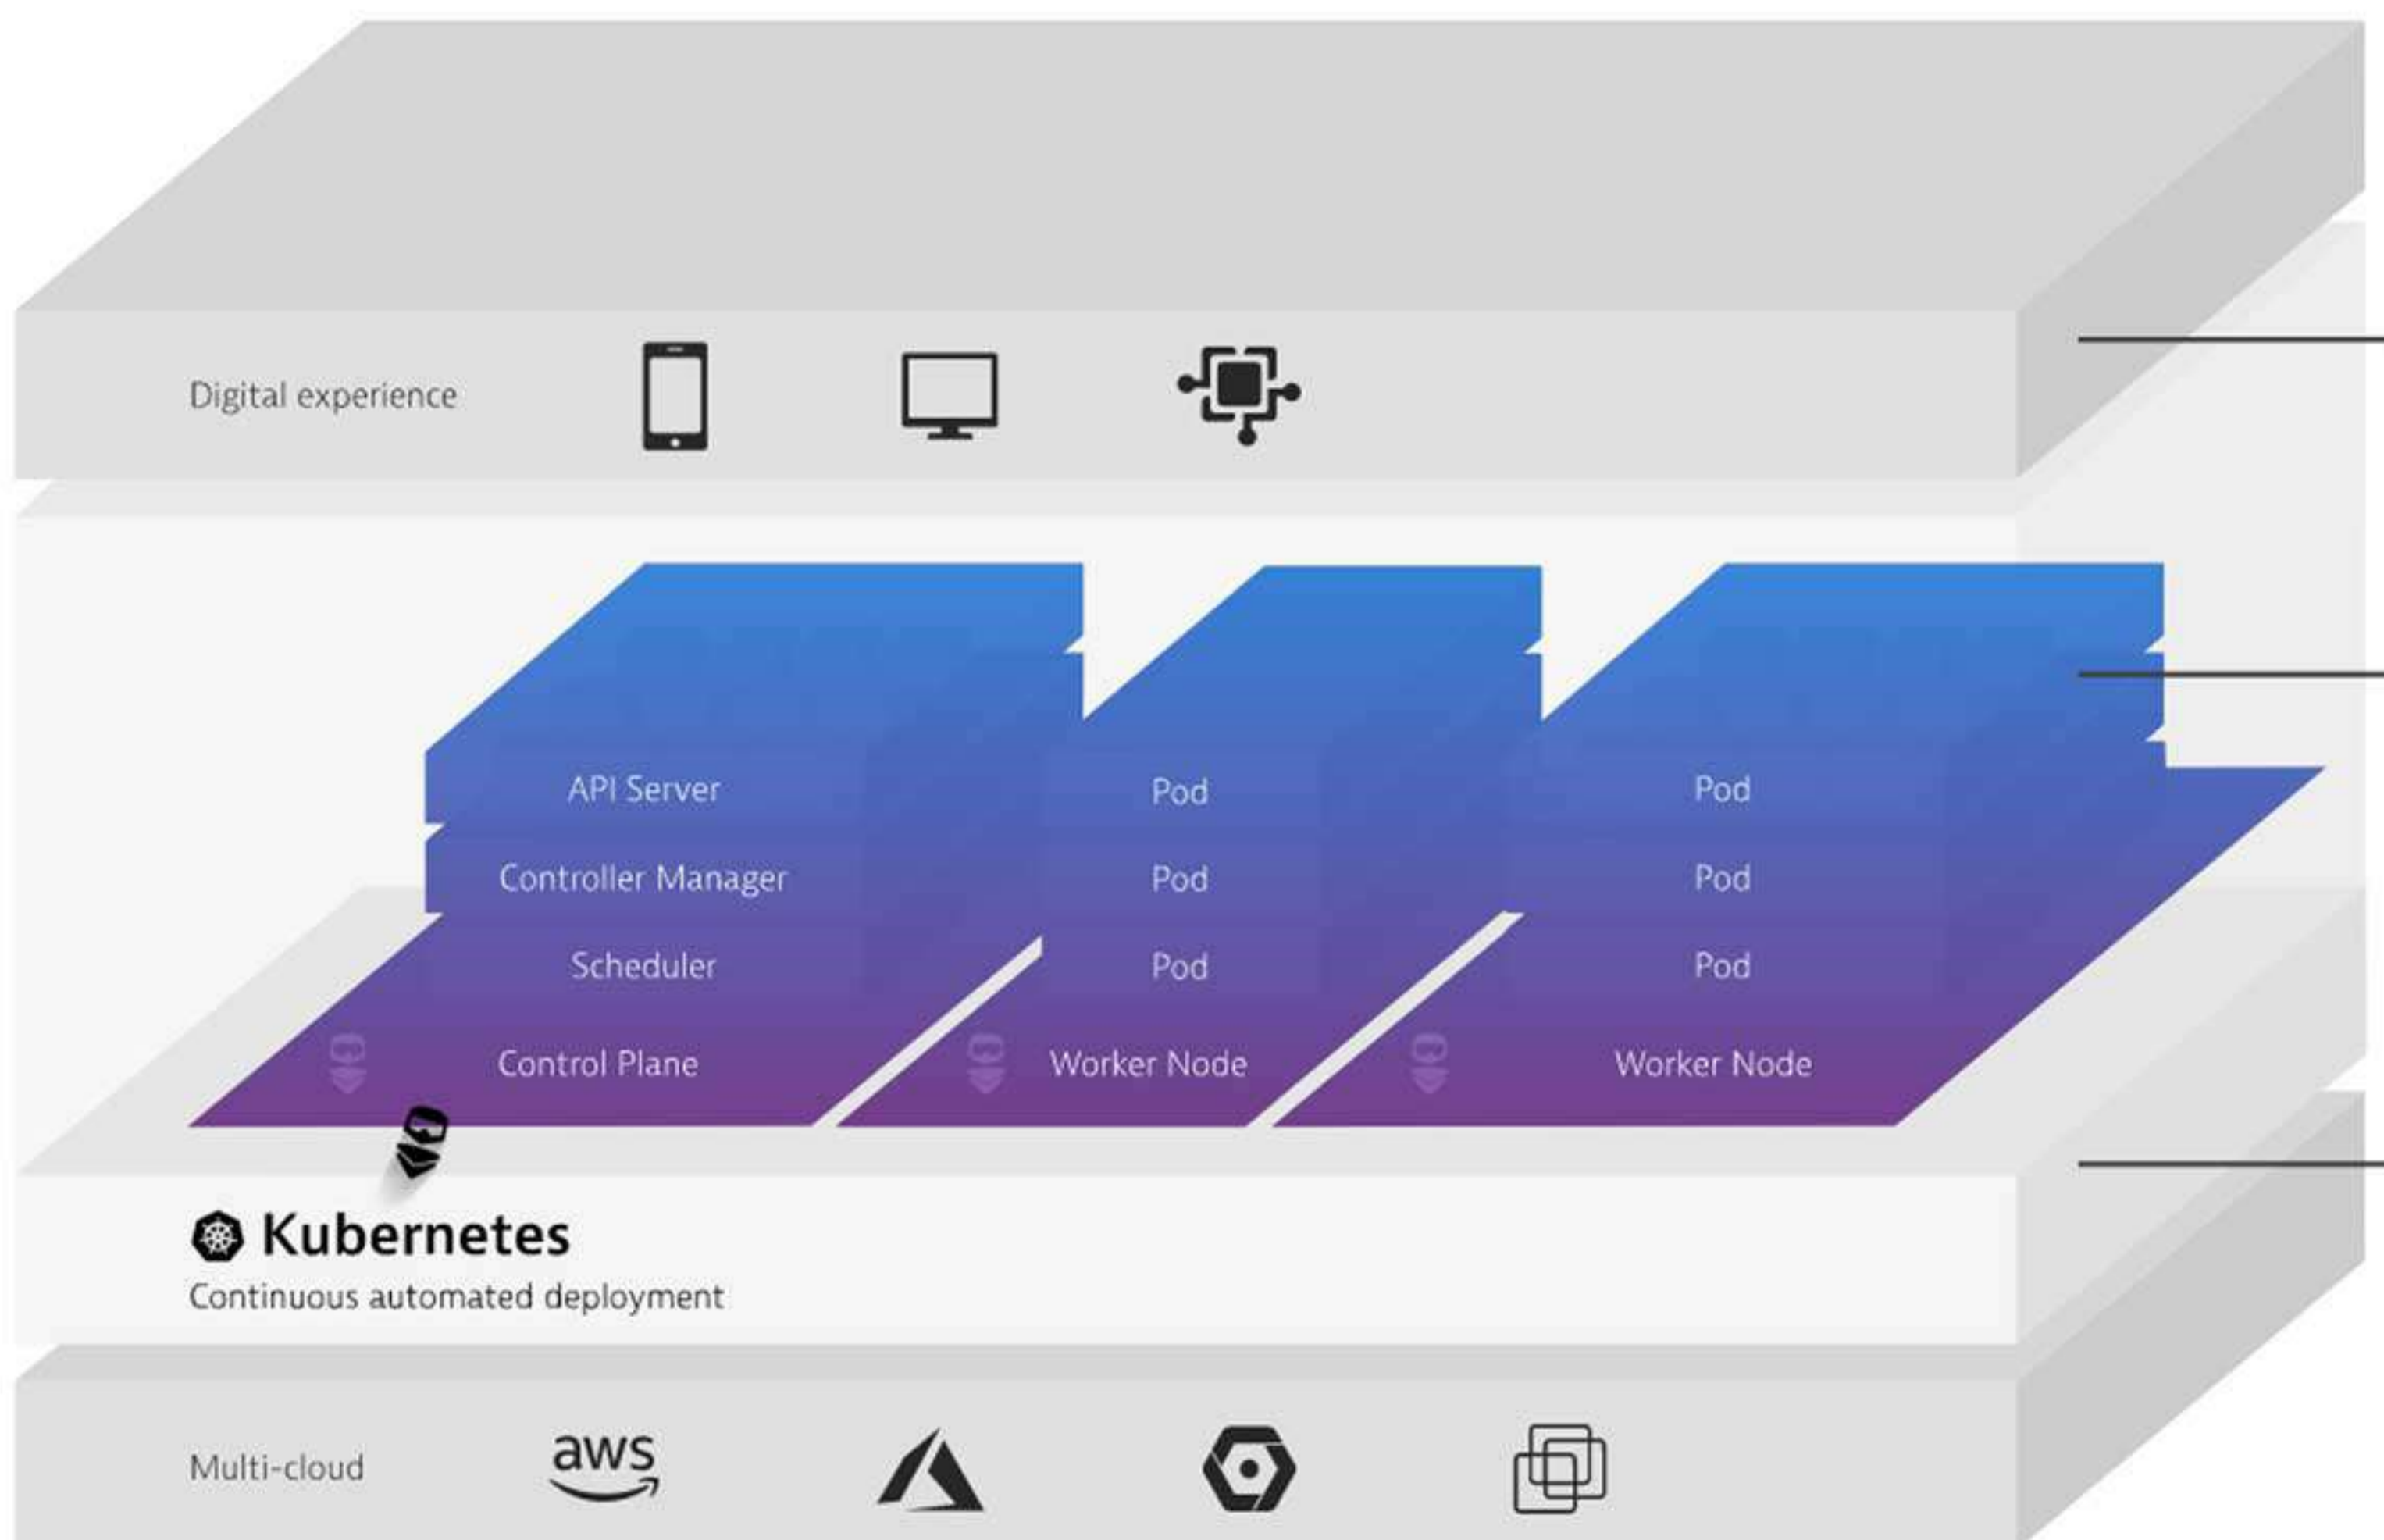 Digital experience
API Server
Pod
Pod
Controller Manager
Pod
Pod
Scheduler
Pod
Pod
Control Plane
Worker Node
Worker Node
Kubernetes
Continuous automated deployment
Multi-cloud
aws